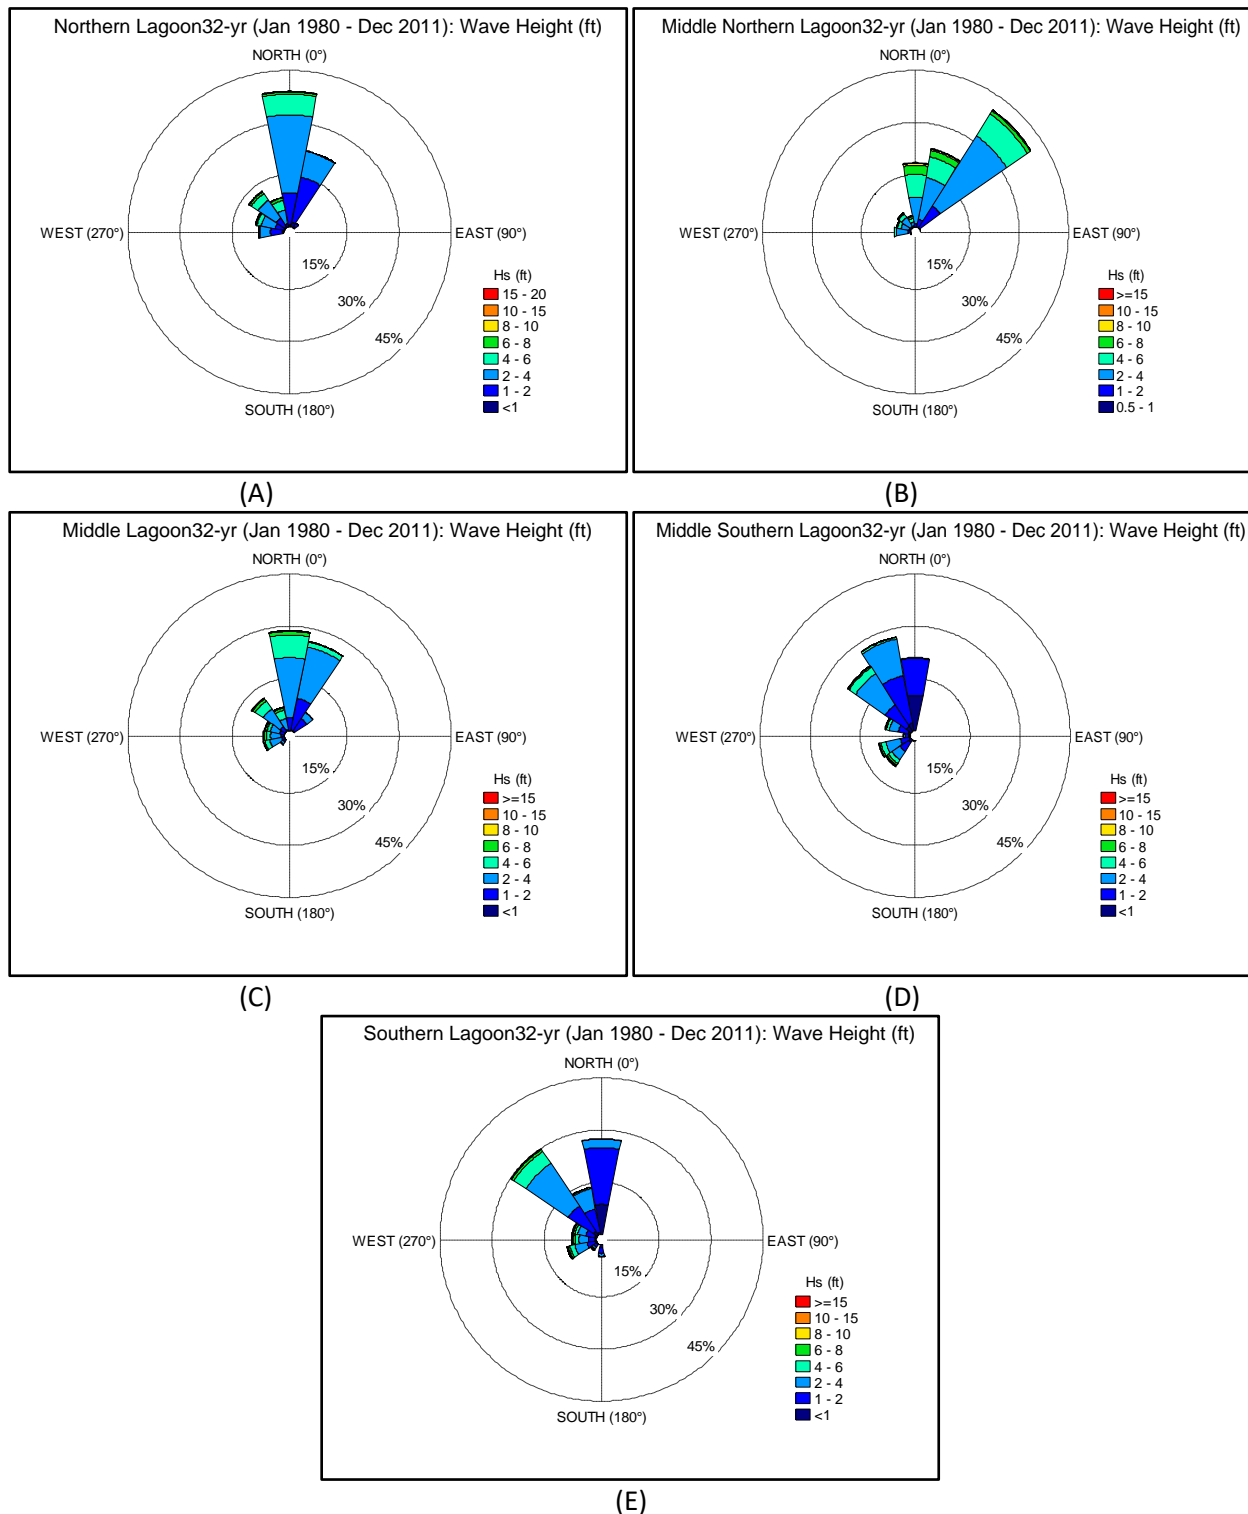 Northern Lagoon32-yr (Jan 1980 - Dec 2011): Wave Height (ft)
NORTH (0°)
WEST (270°)
EAST (90°)
15%
30%
45%
SOUTH (180°)
Hs (ft)
15 - 20
10 - 15
8 - 10
6 - 8
4 - 6
2 - 4
1 - 2
<1
(A)
Middle Northern Lagoon32-yr (Jan 1980 - Dec 2011): Wave Height (ft)
NORTH (0°)
WEST (270°)
EAST (90°)
15%
30%
45%
SOUTH (180°)
Hs (ft)
>=15
10 - 15
8 - 10
6 - 8
4 - 6
2 - 4
1 - 2
0.5 - 1
(B)
Middle Lagoon32-yr (Jan 1980 - Dec 2011): Wave Height (ft)
NORTH (0°)
WEST (270°)
EAST (90°)
15%
30%
45%
SOUTH (180°)
Hs (ft)
>=15
10 - 15
8 - 10
6 - 8
4 - 6
2 - 4
1 - 2
<1
(C)
Middle Southern Lagoon32-yr (Jan 1980 - Dec 2011): Wave Height (ft)
NORTH (0°)
WEST (270°)
EAST (90°)
15%
30%
45%
SOUTH (180°)
Hs (ft)
>=15
10 - 15
8 - 10
6 - 8
4 - 6
2 - 4
1 - 2
<1
(D)
Southern Lagoon32-yr (Jan 1980 - Dec 2011): Wave Height (ft)
NORTH (0°)
WEST (270°)
EAST (90°)
15%
30%
45%
SOUTH (180°)
Hs (ft)
>=15
10 - 15
8 - 10
6 - 8
4 - 6
2 - 4
1 - 2
<1
(E)